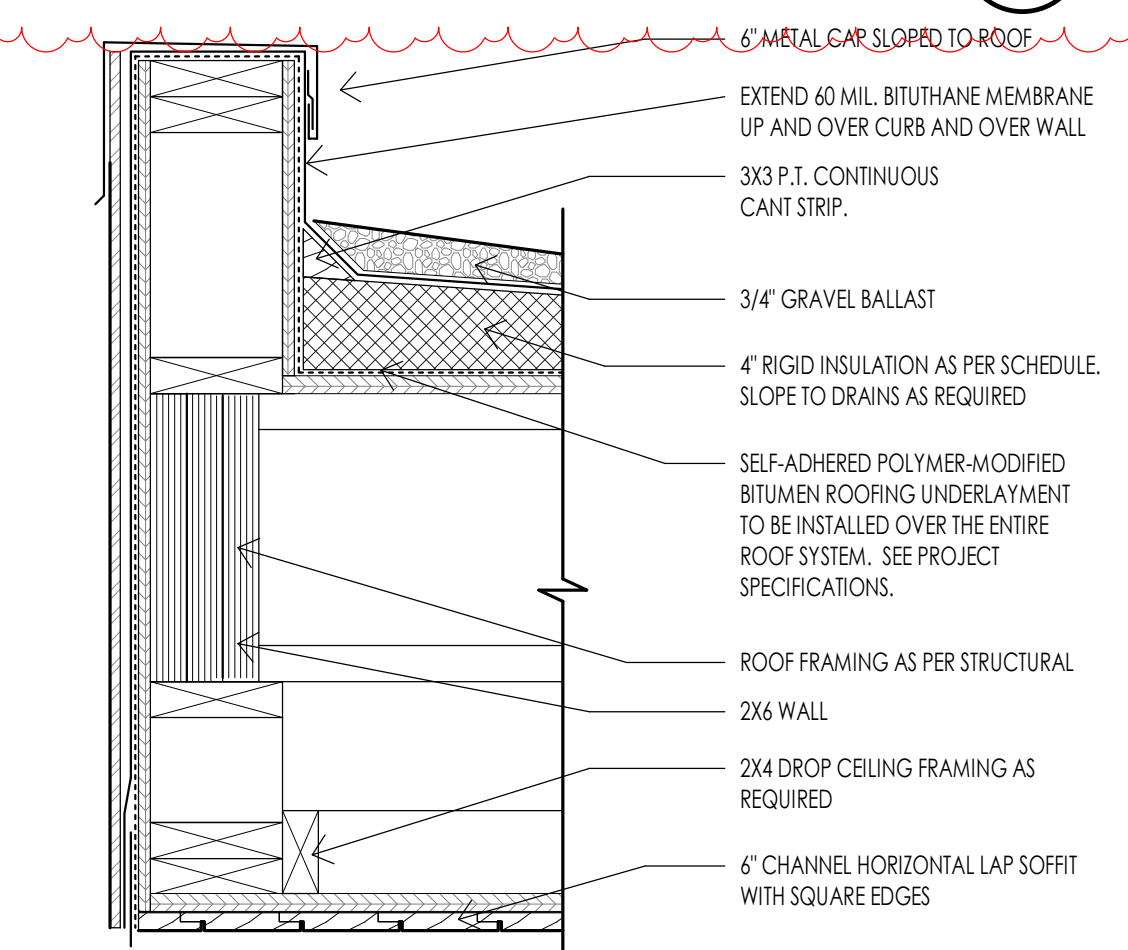 6" METAL CAP SLOPED TO ROOF
EXTEND 60 MIL. BITUTHANE MEMBRANE
UP AND OVER CURB AND OVER WALL
3X3 P.T. CONTINUOUS
CANT STRIP.
3/4" GRAVEL BALLAST
4" RIGID INSULATION AS PER SCHEDULE.
SLOPE TO DRAINS AS REQUIRED
SELF-ADHERED POLYMER-MODIFIED
BITUMEN ROOFING UNDERLAYMENT
TO BE INSTALLED OVER THE ENTIRE
ROOF SYSTEM. SEE PROJECT
SPECIFICATIONS.
ROOF FRAMING AS PER STRUCTURAL
2X6 WALL
2X4 DROP CEILING FRAMING AS
REQUIRED
6" CHANNEL HORIZONTAL LAP SOFFIT
WITH SQUARE EDGES